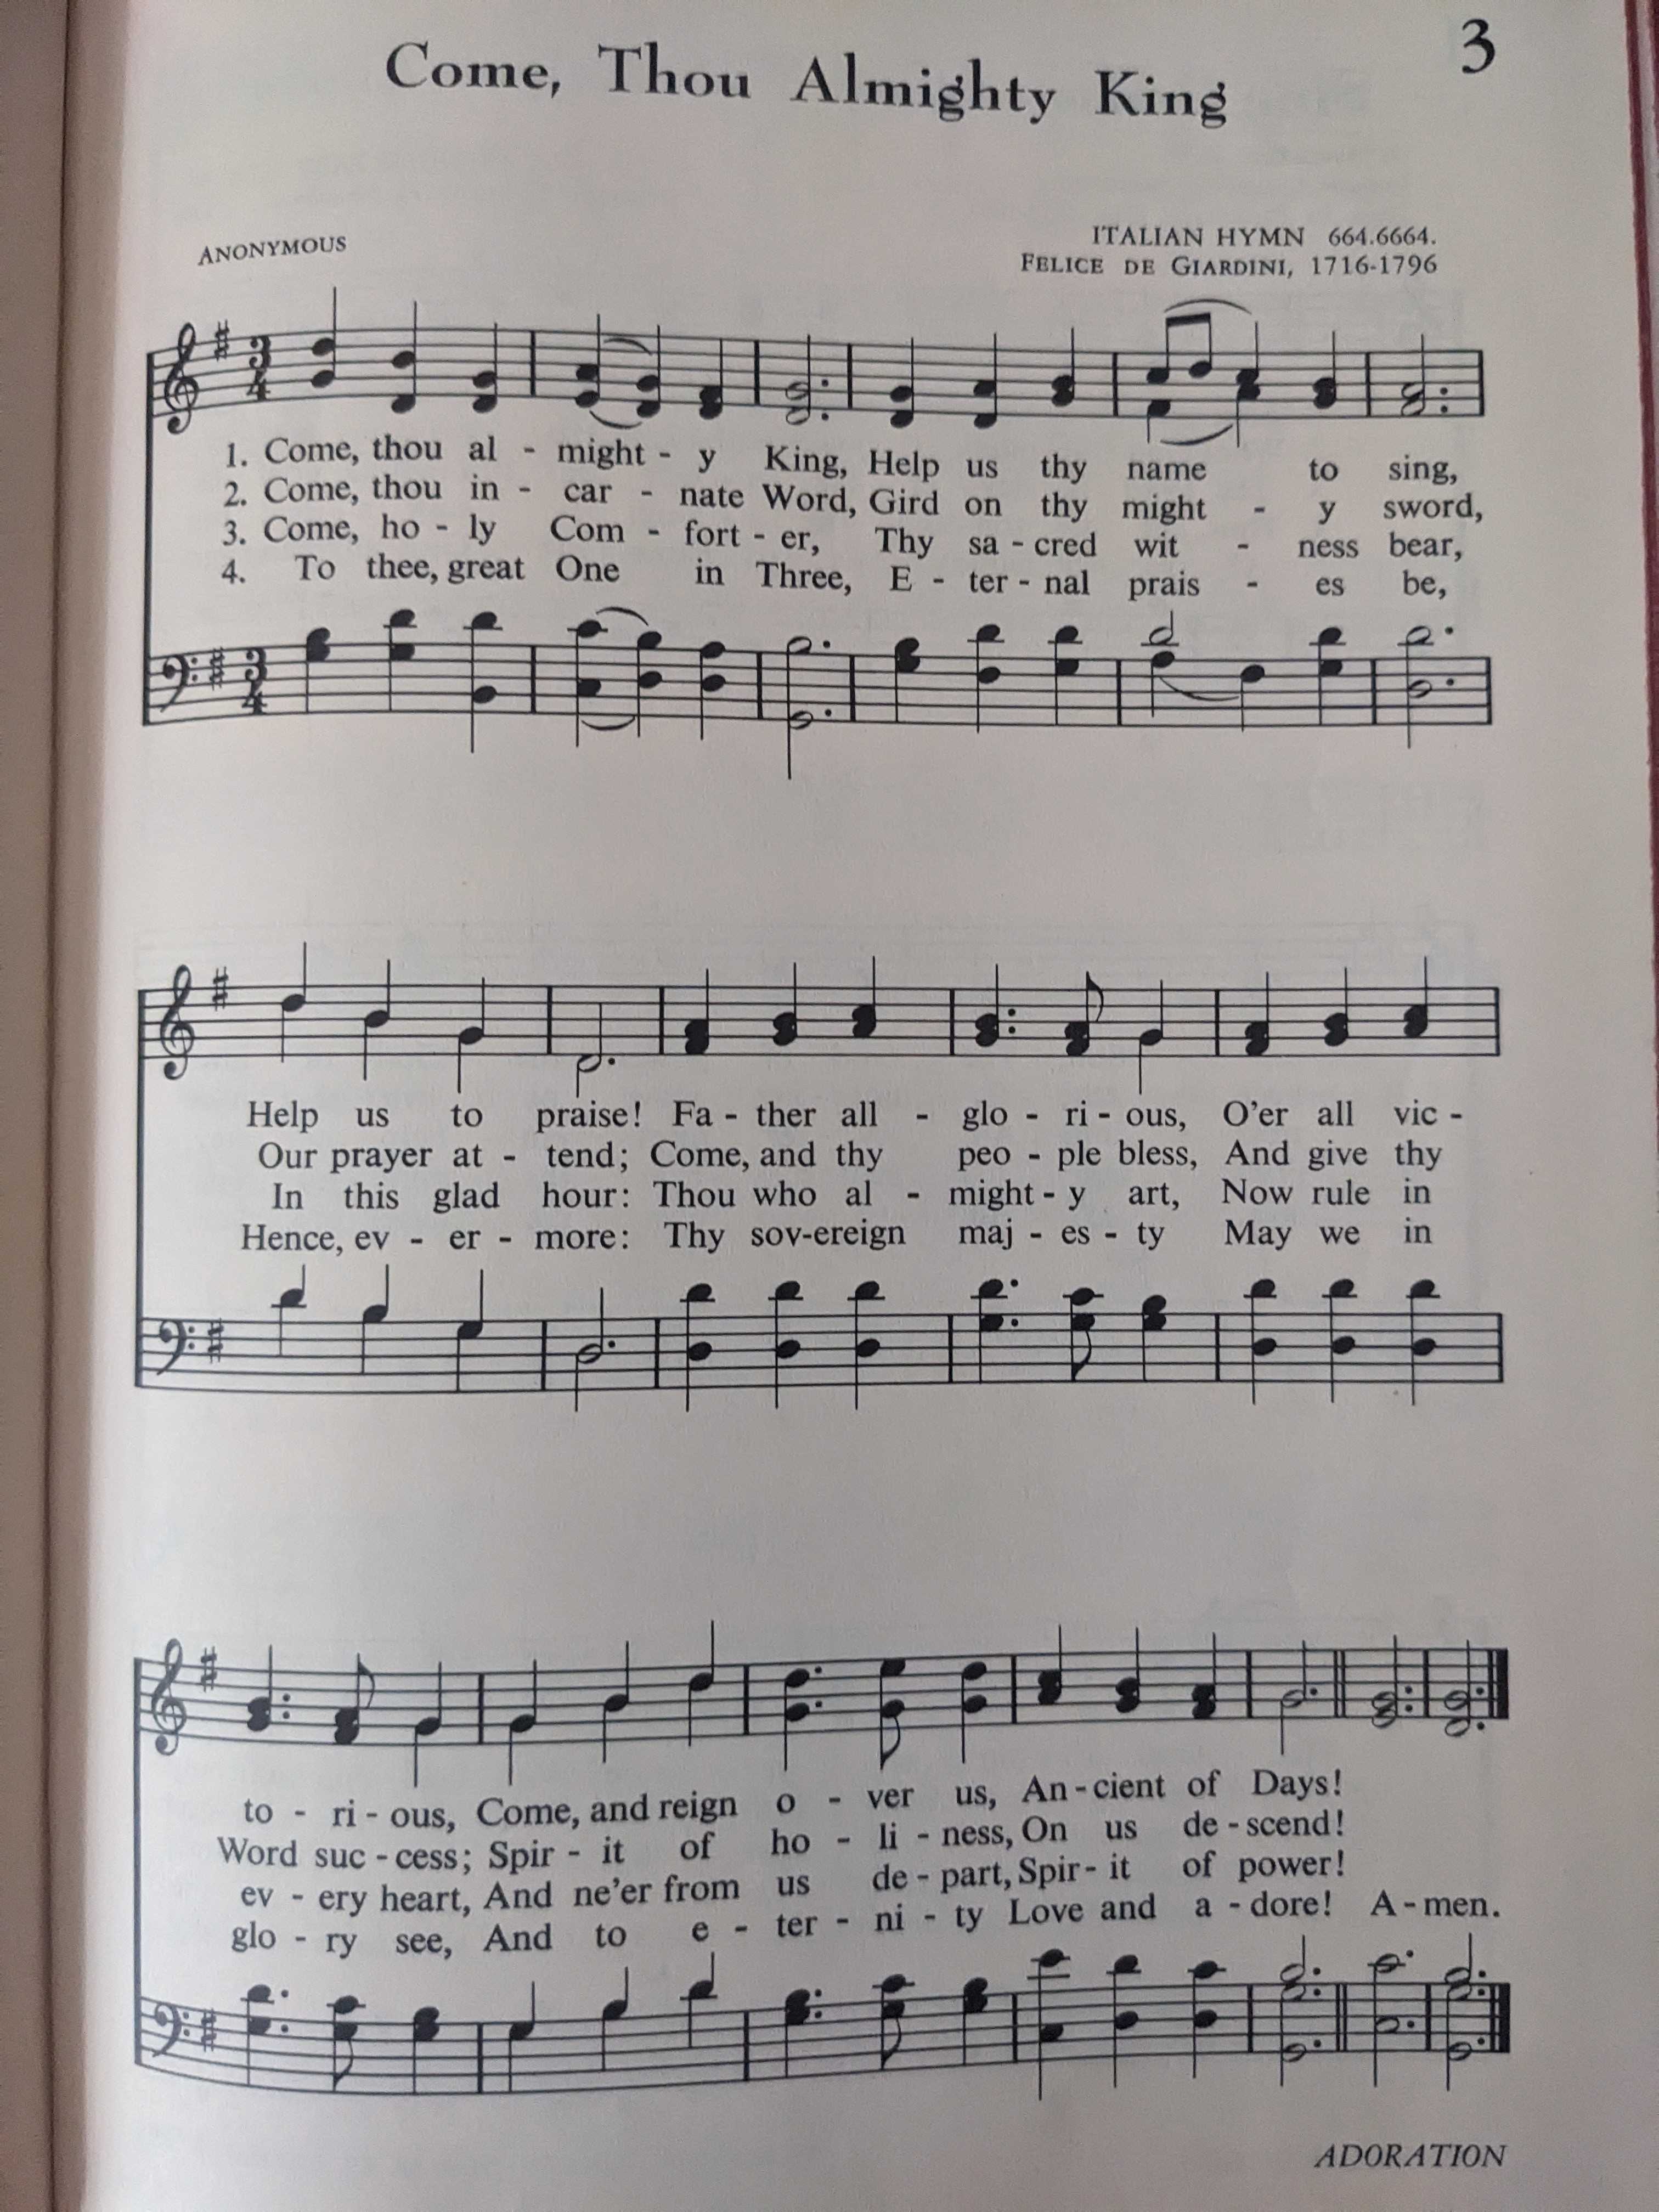 3
Come, Thou Almighty King
ANONYMOUS
ITALIAN HYMN 664.6664.
FELICE DE GIARDINI, 1716-1796
1. Come, thou al - might - y King, Help us thy name to sing,
2. Come, thou in - car - nate Word, Gird on thy might - y sword,
3. Come, ho - ly Com - fort - er, Thy sa - cred wit - ness bear,
4. To thee, great One in Three, E - ter - nal prais - es be,
Help us to praise! Fa - ther all - glo - ri - ous, O'er all vic -
Our prayer at - tend; Come, and thy peo - ple bless, And give thy
In this glad hour: Thou who al - might - y art, Now rule in
Hence, ev - er - more: Thy sov-ereign maj - es - ty May we in
to - ri - ous, Come, and reign o - ver us, An - cient of Days!
Word suc - cess; Spir - it of ho - li - ness, On us de - scend!
ev - ery heart, And ne'er from us de - part, Spir - it of power!
glo - ry see, And to e - ter - ni - ty Love and a - dore! A - men.
ADORATION